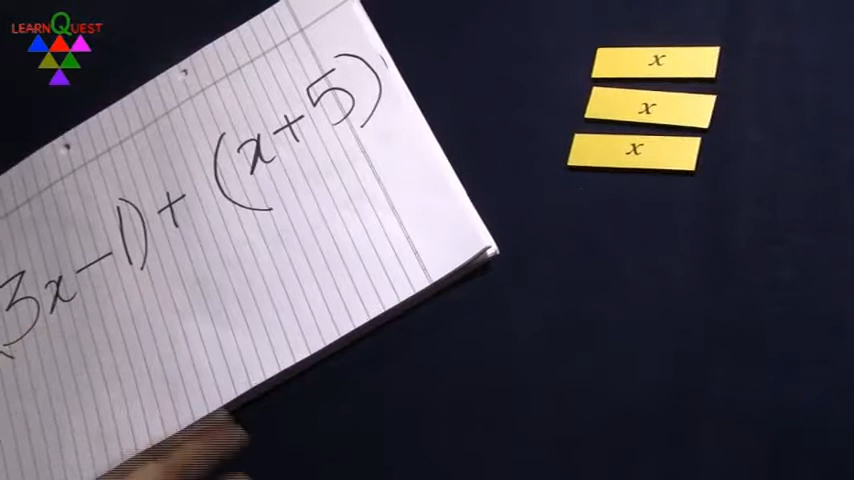 LEARNQUEST
(3x-1)+(x+5)
x
x
x